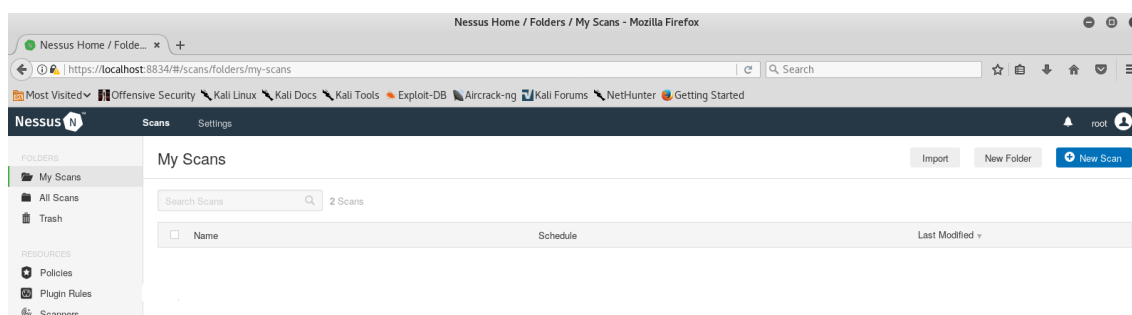 Nessus Home / Folders / My Scans - Mozilla Firefox
Nessus Home / Folde... × +
https://localhost:8834/#/scans/folders/my-scans Search
Most Visited Offensive Security Kali Linux Kali Docs Kali Tools Exploit-DB Aircrack-ng Kali Forums NetHunter Getting Started
Nessus N Scans Settings root
FOLDERS
My Scans
All Scans
Trash
RESOURCES
Policies
Plugin Rules
Scanners
My Scans Import New Folder New Scan
Search Scans 2 Scans
Name Schedule Last Modified